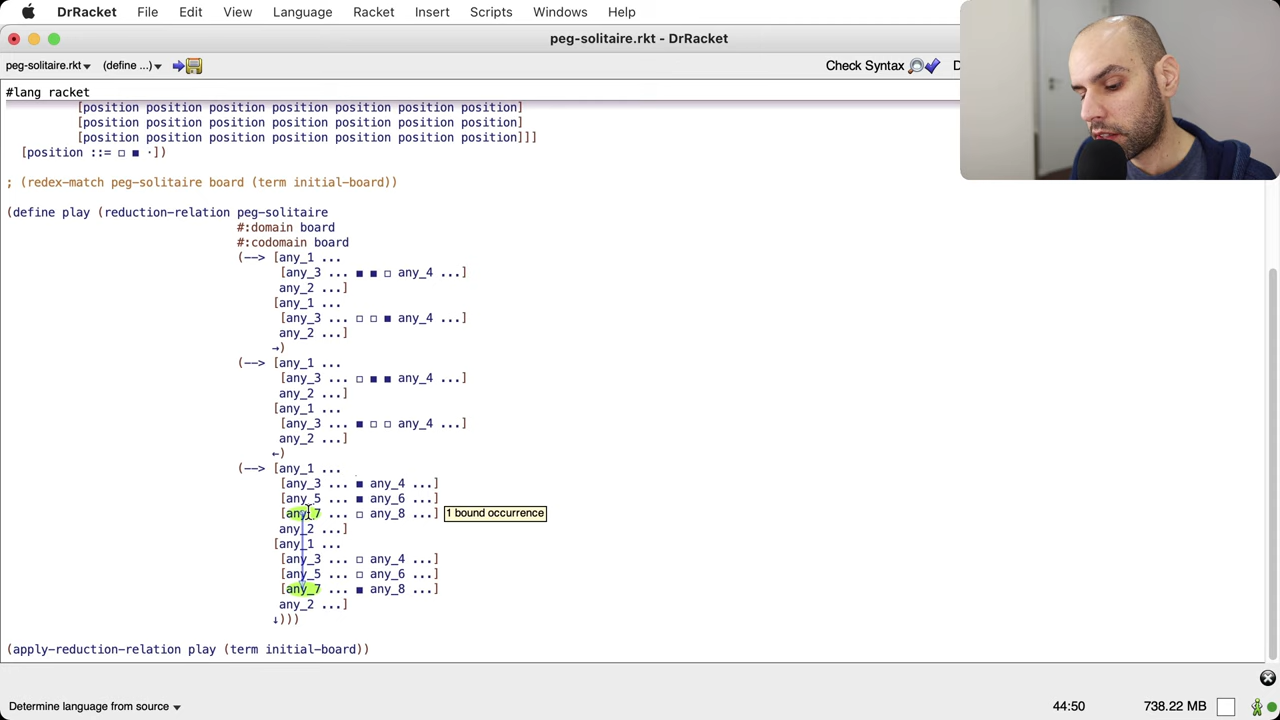 DrRacket File Edit View Language Racket Insert Scripts Windows Help
peg-solitaire.rkt - DrRacket
peg-solitaire.rkt (define ...) Check Syntax D
#lang racket
[position position position position position position position]
[position position position position position position position]
[position position position position position position position]]]
[position ::= □ ■ ·])
; (redex-match peg-solitaire board (term initial-board))
(define play (reduction-relation peg-solitaire
#:domain board
#:codomain board
(--> [any_1 ...
[any_3 ... ■ ■ □ any_4 ...]
any_2 ...]
[any_1 ...
[any_3 ... □ □ ■ any_4 ...]
any_2 ...]
→)
(--> [any_1 ...
[any_3 ... □ ■ ■ any_4 ...]
any_2 ...]
[any_1 ...
[any_3 ... ■ □ □ any_4 ...]
any_2 ...]
←)
(--> [any_1 ...
[any_3 ... ■ any_4 ...]
[any_5 ... ■ any_6 ...]
[any_7 ... □ any_8 ...] 1 bound occurrence
any_2 ...]
[any_1 ...
[any_3 ... □ any_4 ...]
[any_5 ... □ any_6 ...]
[any_7 ... ■ any_8 ...]
any_2 ...]
↓)))
(apply-reduction-relation play (term initial-board))
Determine language from source 44:50 738.22 MB